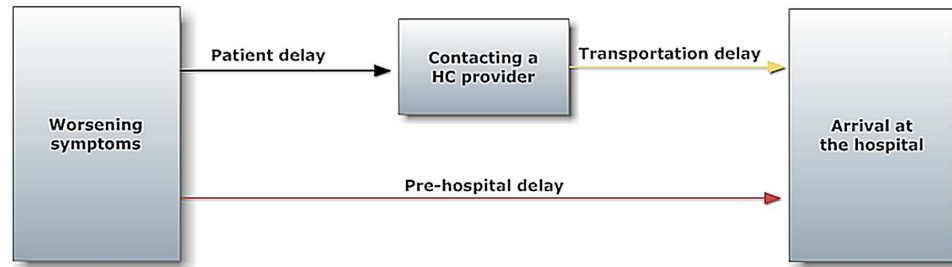 Worsening
symptoms
Patient delay
Contacting a
HC provider
Transportation delay
Pre-hospital delay
Arrival at
the hospital